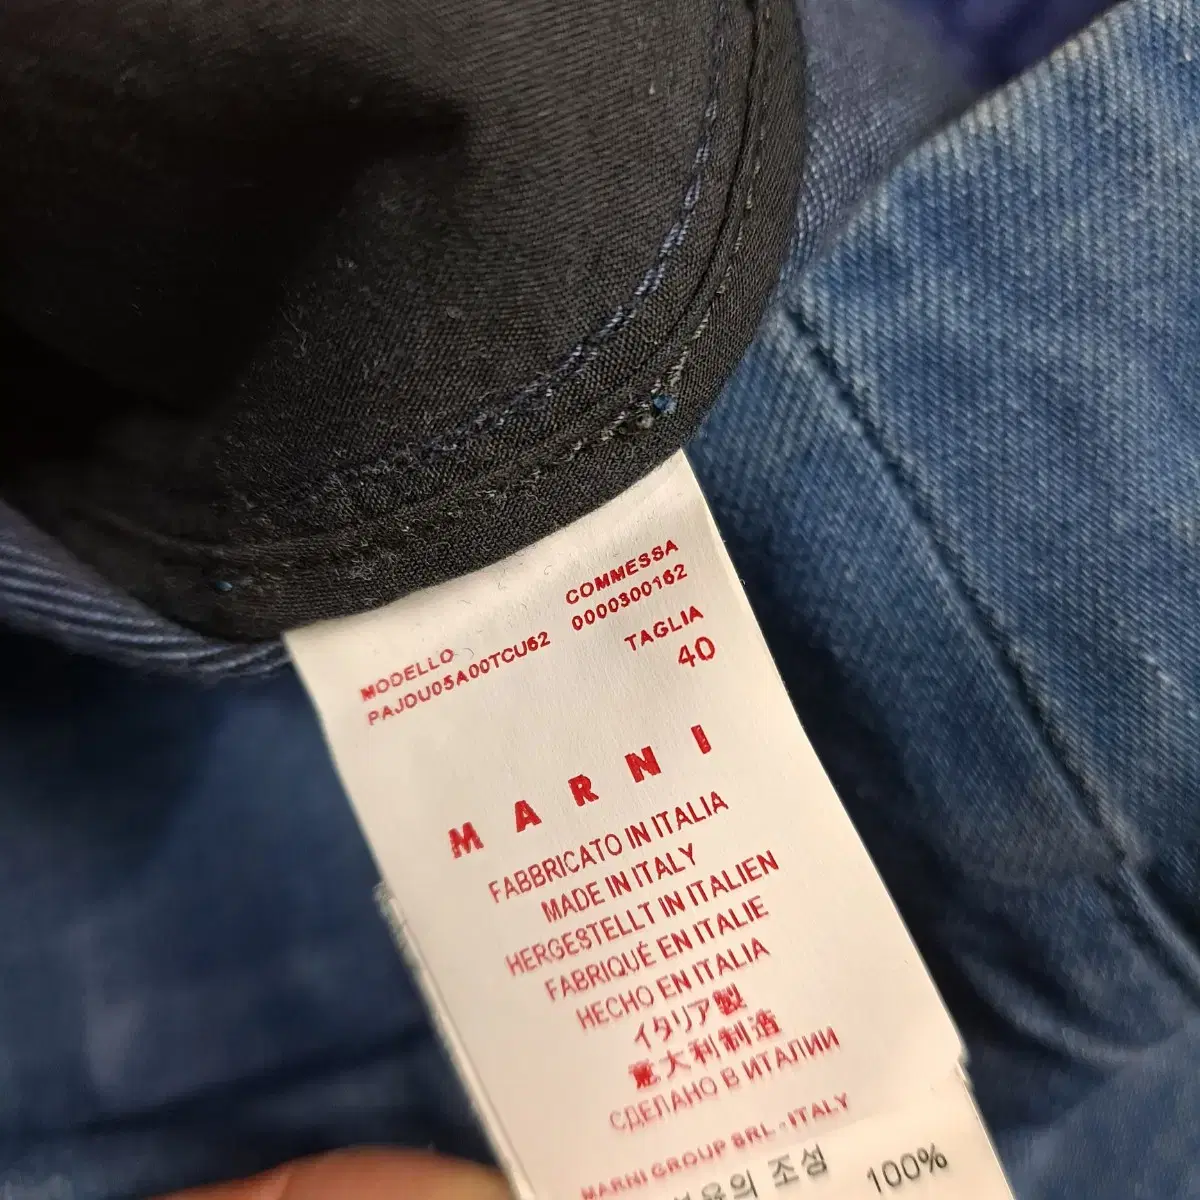 MODELLO
PAJDU05A00TCU62
COMMESSA
0000300162
TAGLIA
40
MARNI
FABBRICATO IN ITALIA
MADE IN ITALY
HERGESTELLT IN ITALIEN
FABRIQUÉ EN ITALIE
HECHO EN ITALIA
イタリア製
意大利制造
СДЕЛАНО В ИТАЛИИ
MARNI GROUP SRL - ITALY
조성 100%